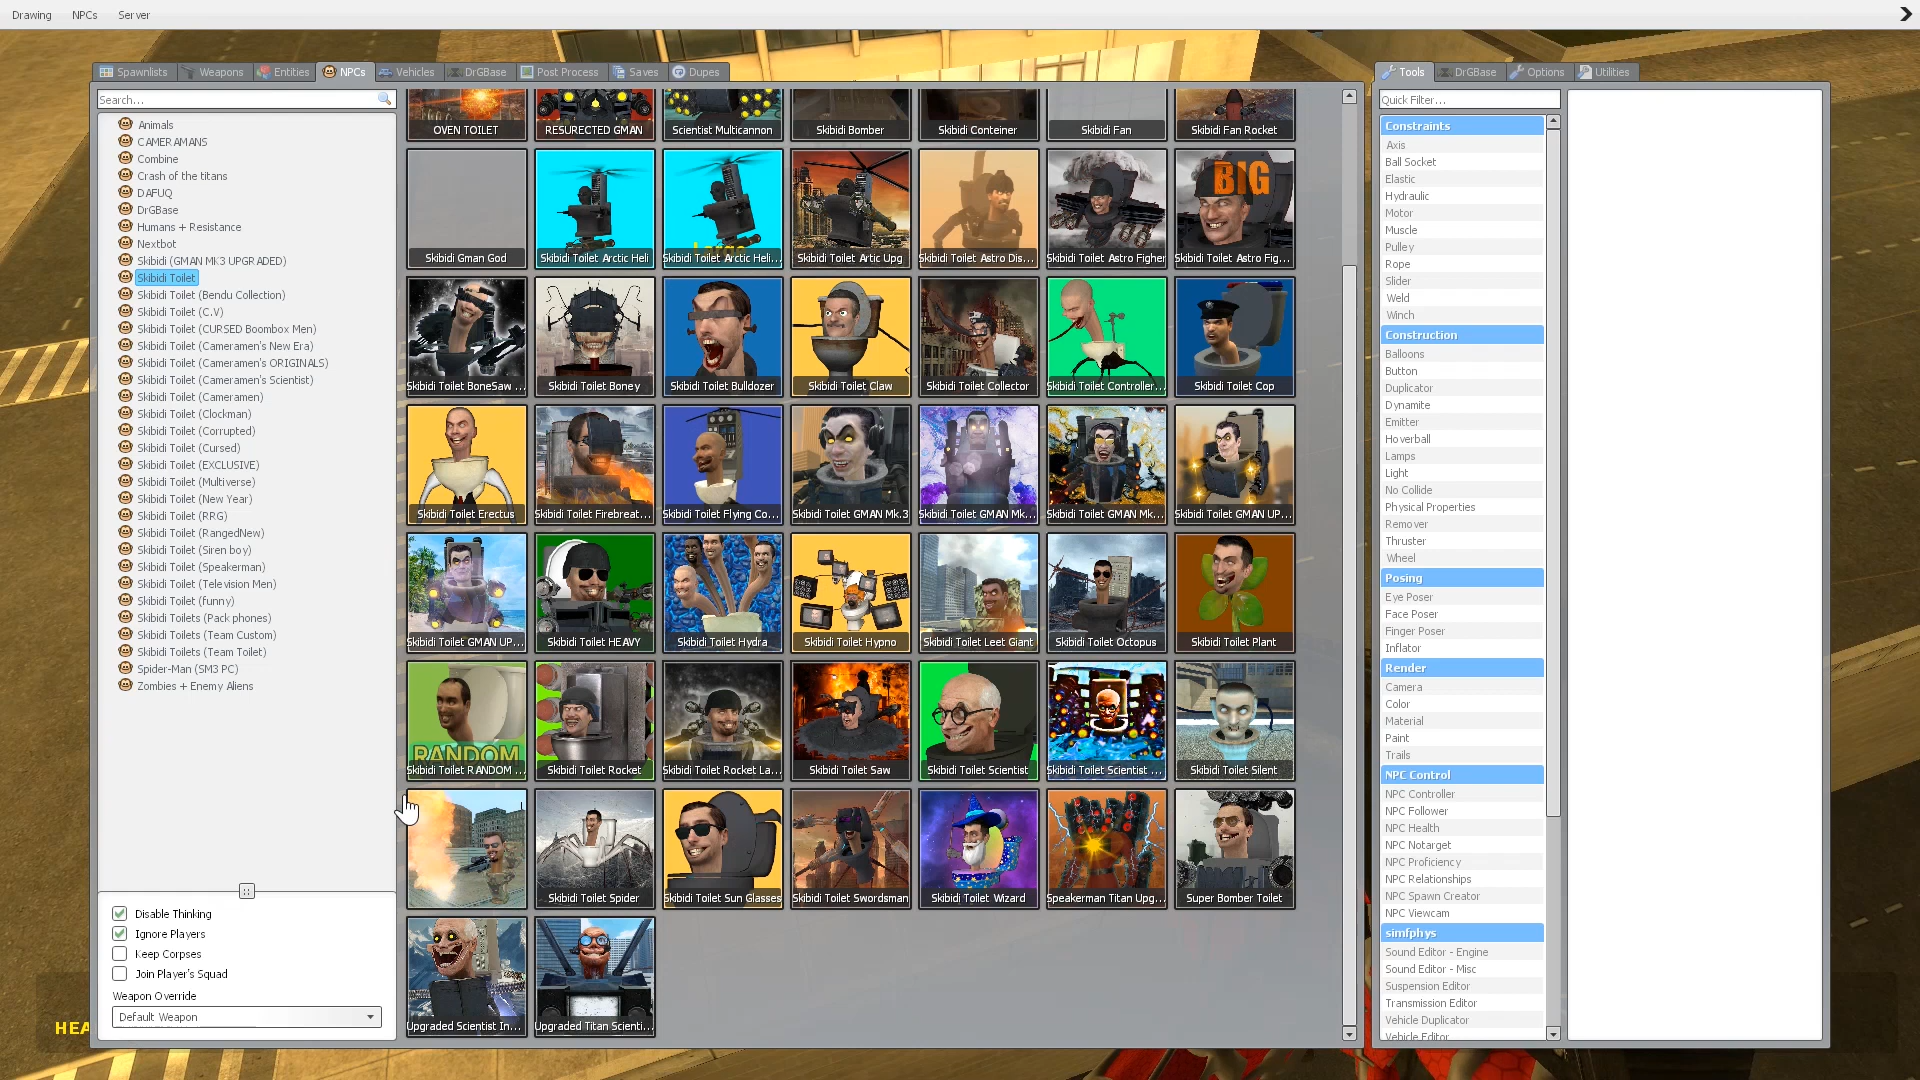 Drawing NPCs Server
Spawnlists Weapons Entities NPCs Vehicles DrGBase Post Process Saves Dupes
Tools DrGBase Options Utilities
Search...
Animals
CAMERAMANS
Combine
Crash of the titans
DAFUQ
DrGBase
Humans + Resistance
Nextbot
Skibidi (GMAN MK3 UPGRADED)
Skibidi Toilet
Skibidi Toilet (Bendu Collection)
Skibidi Toilet (C.V)
Skibidi Toilet (CURSED Boombox Men)
Skibidi Toilet (Cameramen's New Era)
Skibidi Toilet (Cameramen's ORIGINALS)
Skibidi Toilet (Cameramen's Scientist)
Skibidi Toilet (Cameramen)
Skibidi Toilet (Clockman)
Skibidi Toilet (Corrupted)
Skibidi Toilet (Cursed)
Skibidi Toilet (EXCLUSIVE)
Skibidi Toilet (Multiverse)
Skibidi Toilet (New Year)
Skibidi Toilet (RRG)
Skibidi Toilet (RangedNew)
Skibidi Toilet (Siren boy)
Skibidi Toilet (Speakerman)
Skibidi Toilet (Television Men)
Skibidi Toilet (funny)
Skibidi Toilets (Pack phones)
Skibidi Toilets (Team Custom)
Skibidi Toilets (Team Toilet)
Spider-Man (SM3 PC)
Zombies + Enemy Aliens
Disable Thinking
Ignore Players
Keep Corpses
Join Player's Squad
Weapon Override
Default Weapon
HEA
OVEN TOILET RESURECTED GMAN Scientist Multicannon Skibidi Bomber Skibidi Conteiner Skibidi Fan Skibidi Fan Rocket
BIG
Skibidi Gman God Skibidi Toilet Arctic Heli Skibidi Toilet Arctic Heli... Skibidi Toilet Artic Upg Skibidi Toilet Astro Dis... Skibidi Toilet Astro Figher Skibidi Toilet Astro Fig...
Skibidi Toilet BoneSaw ... Skibidi Toilet Boney Skibidi Toilet Bulldozer Skibidi Toilet Claw Skibidi Toilet Collector Skibidi Toilet Controller... Skibidi Toilet Cop
Skibidi Toilet Erectus Skibidi Toilet Firebreat... Skibidi Toilet Flying Co... Skibidi Toilet GMAN Mk.3 Skibidi Toilet GMAN Mk... Skibidi Toilet GMAN Mk... Skibidi Toilet GMAN UP...
Skibidi Toilet GMAN UP... Skibidi Toilet HEAVY Skibidi Toilet Hydra Skibidi Toilet Hypno Skibidi Toilet Leet Giant Skibidi Toilet Octopus Skibidi Toilet Plant
RANDOM
Skibidi Toilet RANDOM ... Skibidi Toilet Rocket Skibidi Toilet Rocket La... Skibidi Toilet Saw Skibidi Toilet Scientist Skibidi Toilet Scientist ... Skibidi Toilet Silent
Skibidi Toilet Spider Skibidi Toilet Sun Glasses Skibidi Toilet Swordsman Skibidi Toilet Wizard Speakerman Titan Upg... Super Bomber Toilet
Upgraded Scientist In... Upgraded Titan Scienti...
Quick Filter...
Constraints
Axis
Ball Socket
Elastic
Hydraulic
Motor
Muscle
Pulley
Rope
Slider
Weld
Winch
Construction
Balloons
Button
Duplicator
Dynamite
Emitter
Hoverball
Lamps
Light
No Collide
Physical Properties
Remover
Thruster
Wheel
Posing
Eye Poser
Face Poser
Finger Poser
Inflator
Render
Camera
Color
Material
Paint
Trails
NPC Control
NPC Controller
NPC Follower
NPC Health
NPC Notarget
NPC Proficiency
NPC Relationships
NPC Spawn Creator
NPC Viewcam
simfphys
Sound Editor - Engine
Sound Editor - Misc
Suspension Editor
Transmission Editor
Vehicle Duplicator
Vehicle Editor